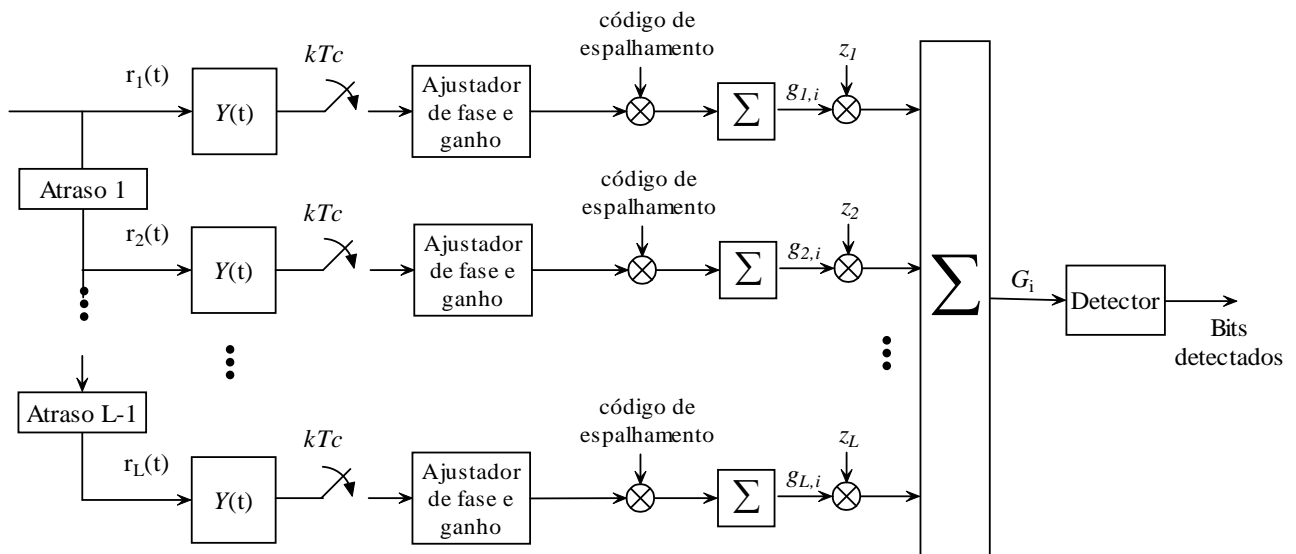 código de
espalhamento
z1
kTc
r1(t)
Y(t)
Ajustador
de fase e
ganho
∑
g1,i
Atraso 1
código de
espalhamento
z2
kTc
r2(t)
Y(t)
Ajustador
de fase e
ganho
∑
g2,i
∑
Gi
Detector
Bits
detectados
Atraso L-1
código de
espalhamento
zL
kTc
rL(t)
Y(t)
Ajustador
de fase e
ganho
∑
gL,i